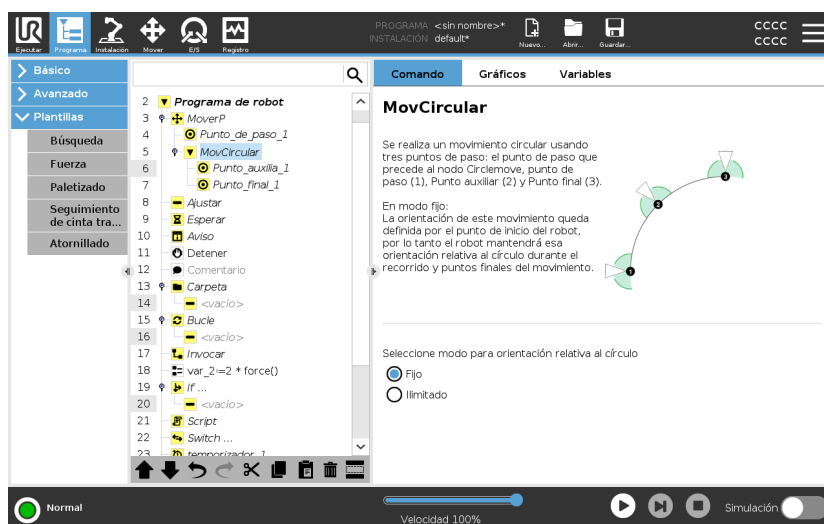 PROGRAMA <sin nombre>*
INSTALACIÓN default*
Ejecutar
Programa
Instalación
Mover
E/S
Registro
Nuevo...
Abrir...
Guardar...
cccc
cccc
Básico
Avanzado
Plantillas
Búsqueda
Fuerza
Paletizado
Seguimiento
de cinta tra...
Atornillado
2 Programa de robot
3 MoverP
4 Punto_de_paso_1
5 MovCircular
6 Punto_auxilia_1
7 Punto_final_1
8 Ajustar
9 Esperar
10 Aviso
11 Detener
12 Comentario
13 Carpeta
14 <vacío>
15 Bucle
16 <vacío>
17 Invocar
18 var_2≔2 * force()
19 If ...
20 <vacío>
21 Script
22 Switch ...
23 temporizador_1
Comando
Gráficos
Variables
MovCircular
Se realiza un movimiento circular usando
tres puntos de paso: el punto de paso que
precede al nodo Circlemove, punto de
paso (1), Punto auxiliar (2) y Punto final (3).
En modo fijo:
La orientación de este movimiento queda
definida por el punto de inicio del robot,
por lo tanto el robot mantendrá esa
orientación relativa al círculo durante el
recorrido y puntos finales del movimiento.
3
2
1
Seleccione modo para orientación relativa al círculo
Fijo
Ilimitado
Normal
Velocidad 100%
Simulación